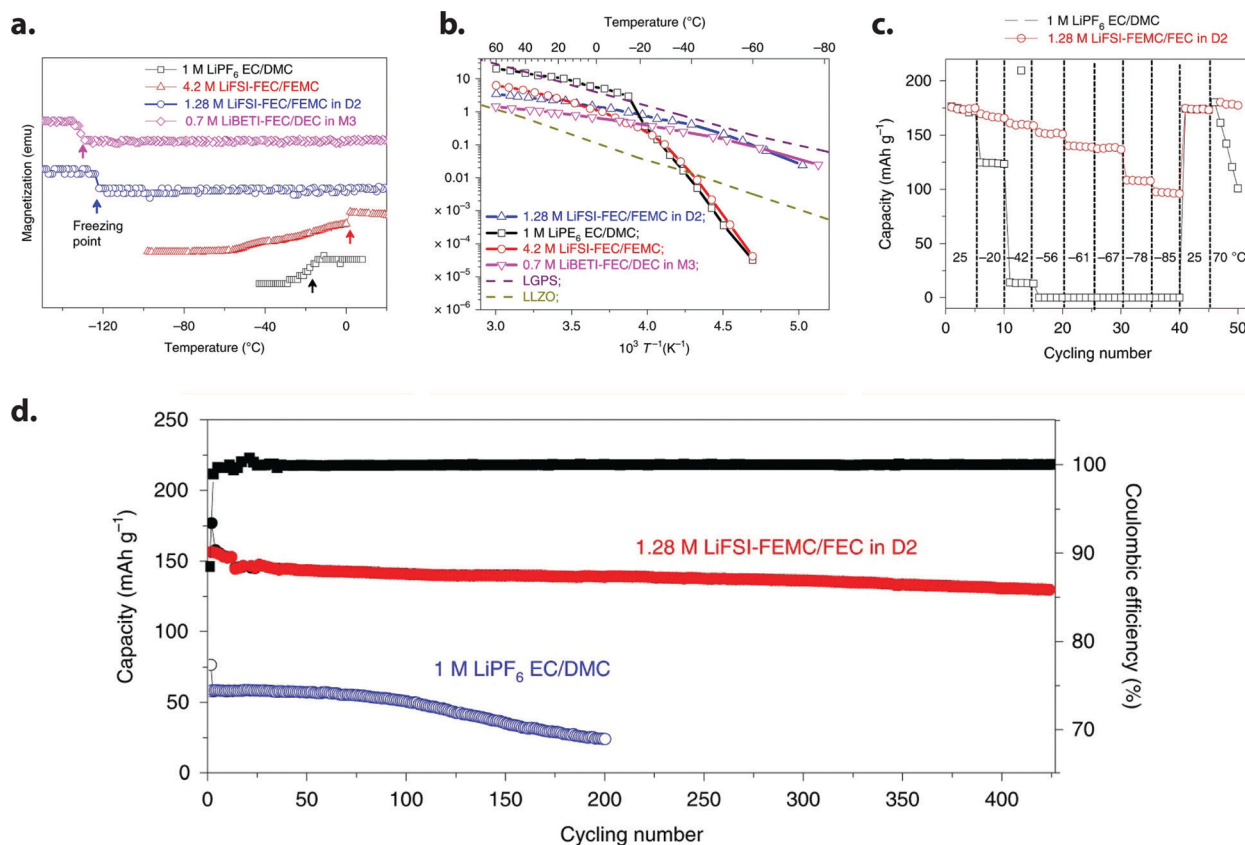 a.
1 M LiPF6 EC/DMC
4.2 M LiFSI-FEC/FEMC
1.28 M LiFSI-FEC/FEMC in D2
0.7 M LiBETI-FEC/DEC in M3
Magnetization (emu)
Freezing point
−120 −80 −40 0
Temperature (°C)
b.
Temperature (°C)
60 40 20 0 −20 −40 −60 −80
10
1
0.1
0.01
× 10−3
× 10−4
× 10−5
× 10−6
1.28 M LiFSI-FEC/FEMC in D2;
1 M LiPE6 EC/DMC;
4.2 M LiFSI-FEC/FEMC;
0.7 M LiBETI-FEC/DEC in M3;
LGPS;
LLZO;
3.0 3.5 4.0 4.5 5.0
10³ T−1(K−1)
c.
1 M LiPF6 EC/DMC
1.28 M LiFSI-FEMC/FEC in D2
Capacity (mAh g−1)
200
150
100
50
0
25 −20 −42 −56 −61 −67 −78 −85 25 70 °C
0 10 20 30 40 50
Cycling number
d.
Capacity (mAh g−1)
250
200
150
100
50
0
250
150
100
50
0
1.28 M LiFSI-FEMC/FEC in D2
1 M LiPF6 EC/DMC
100
90
80
70
Coulombic efficiency (%)
0 50 100 150 200 250 300 350 400
Cycling number